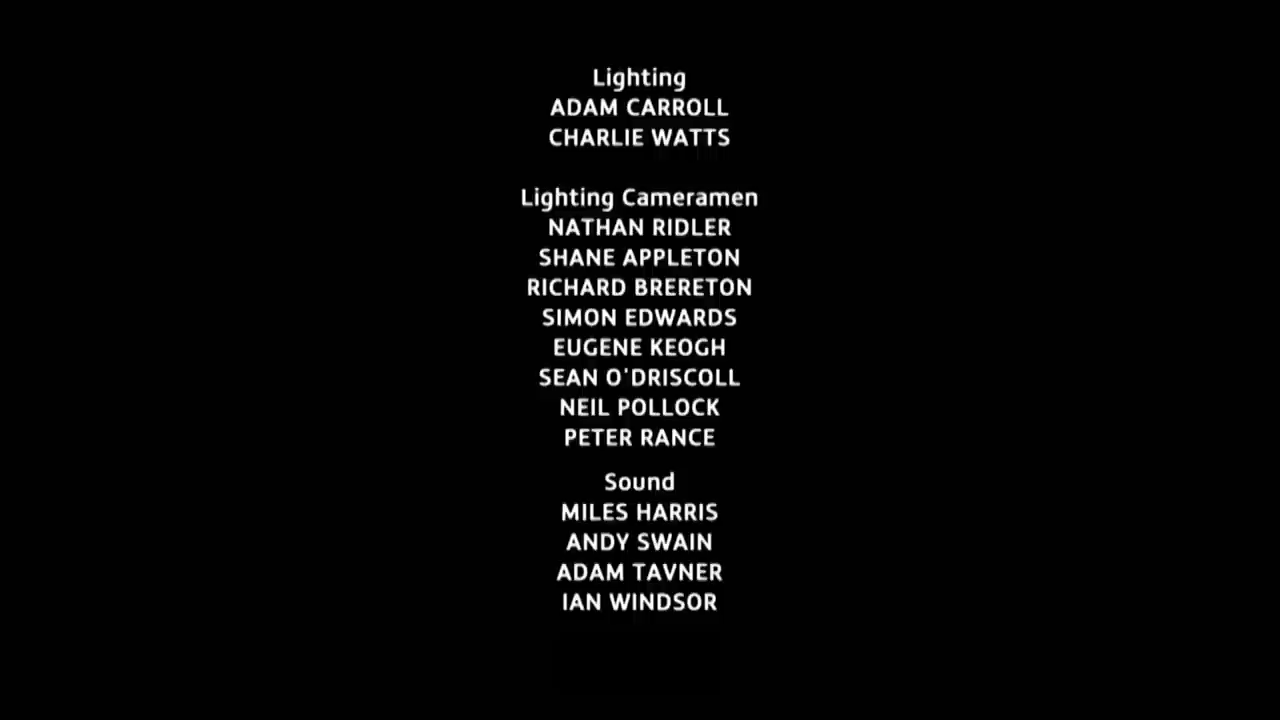 Lighting
ADAM CARROLL
CHARLIE WATTS
Lighting Cameramen
NATHAN RIDLER
SHANE APPLETON
RICHARD BRERETON
SIMON EDWARDS
EUGENE KEOGH
SEAN O'DRISCOLL
NEIL POLLOCK
PETER RANCE
Sound
MILES HARRIS
ANDY SWAIN
ADAM TAVNER
IAN WINDSOR